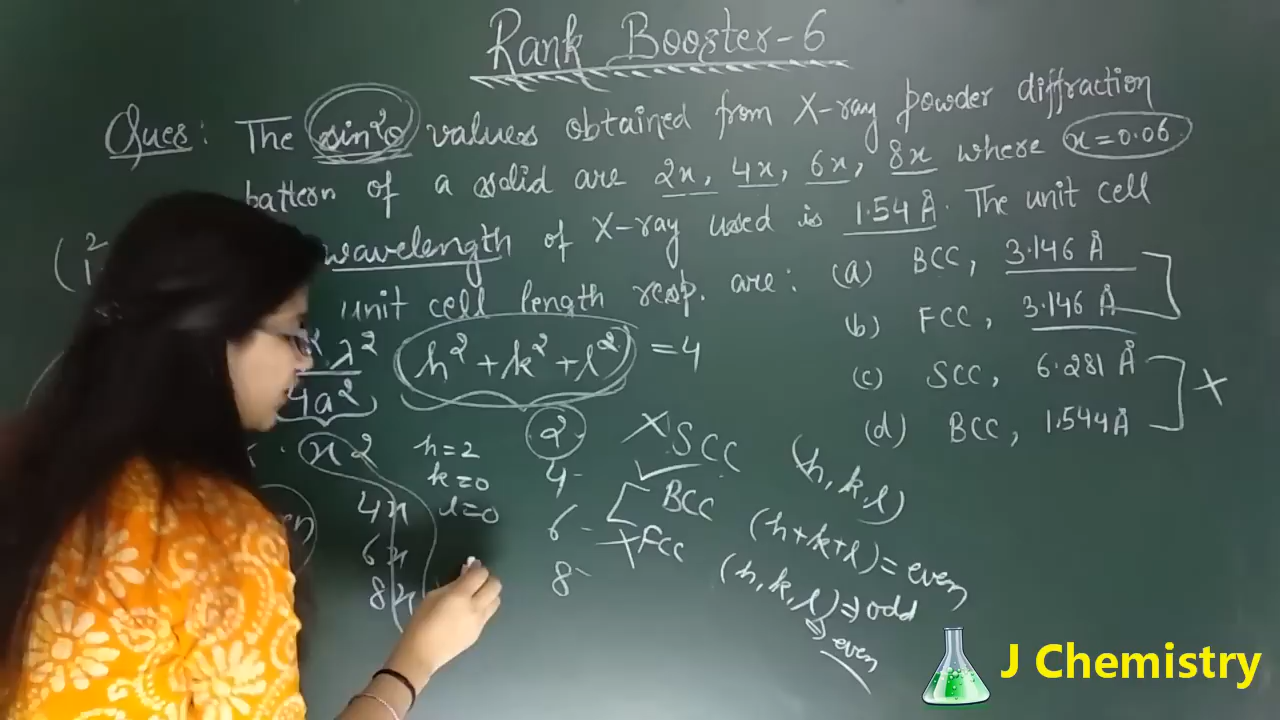 Rank Booster-6
Ques: The sin²θ values obtained from X-ray powder diffraction
pattern of a solid are 2x, 4x, 6x, 8x where x=0.06.
wavelength of X-ray used is 1.54 Å. The unit cell
unit cell length resp. are:
(a) BCC, 3.146 Å
(b) FCC, 3.146 Å
(c) SCC, 6.281 Å
(d) BCC, 1.544 Å
λ²
4a²
(h²+k²+l²) =4
x 2
4x
6x
8x
h=2
k=0
l=0
2
4-
6-
8-
SCC
BCC
FCC
(h,k,l)
(h+k+l)= even
(h,k,l)⇒odd
⇒even
J Chemistry